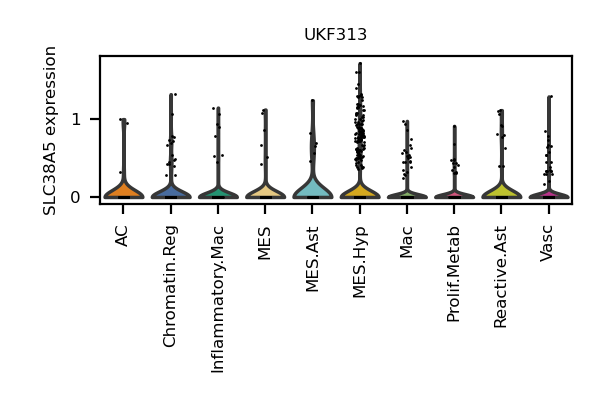 UKF313
SLC38A5 expression
1
0
AC
Chromatin.Reg
Inflammatory.Mac
MES
MES.Ast
MES.Hyp
Mac
Prolif.Metab
Reactive.Ast
Vasc